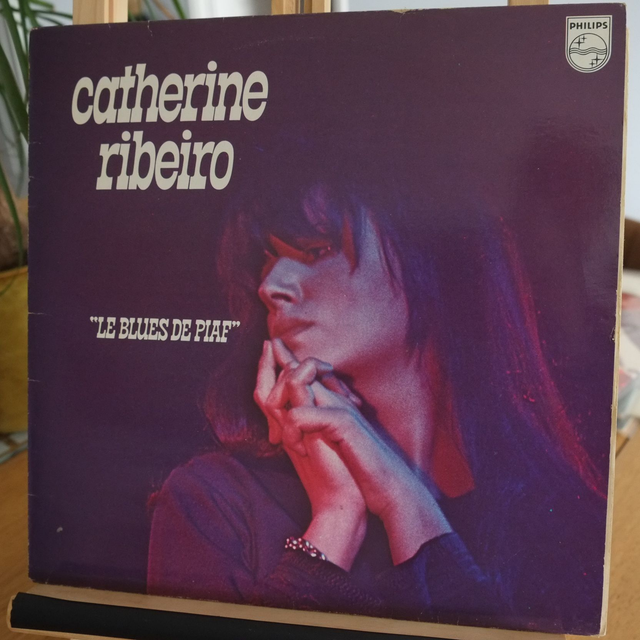 PHILIPS
catherine
ribeiro
"LE BLUES DE PIAF"